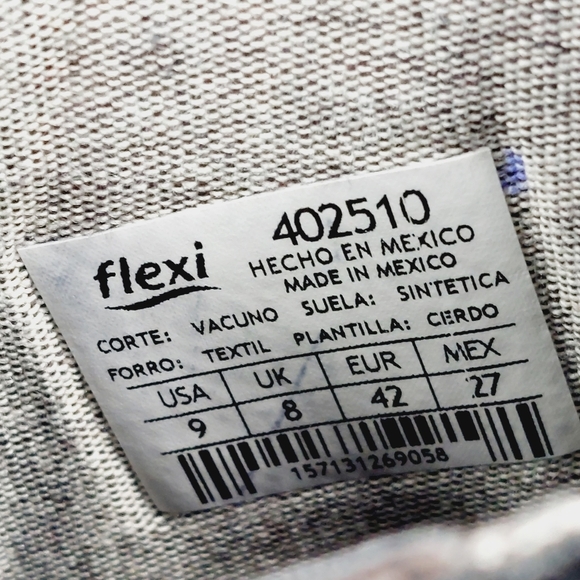 flexi
402510
HECHO EN MEXICO
MADE IN MEXICO
CORTE: VACUNO SUELA: SINTETICA
FORRO: TEXTIL PLANTILLA: CERDO
USA UK EUR MEX
9 8 42 27
157131269058